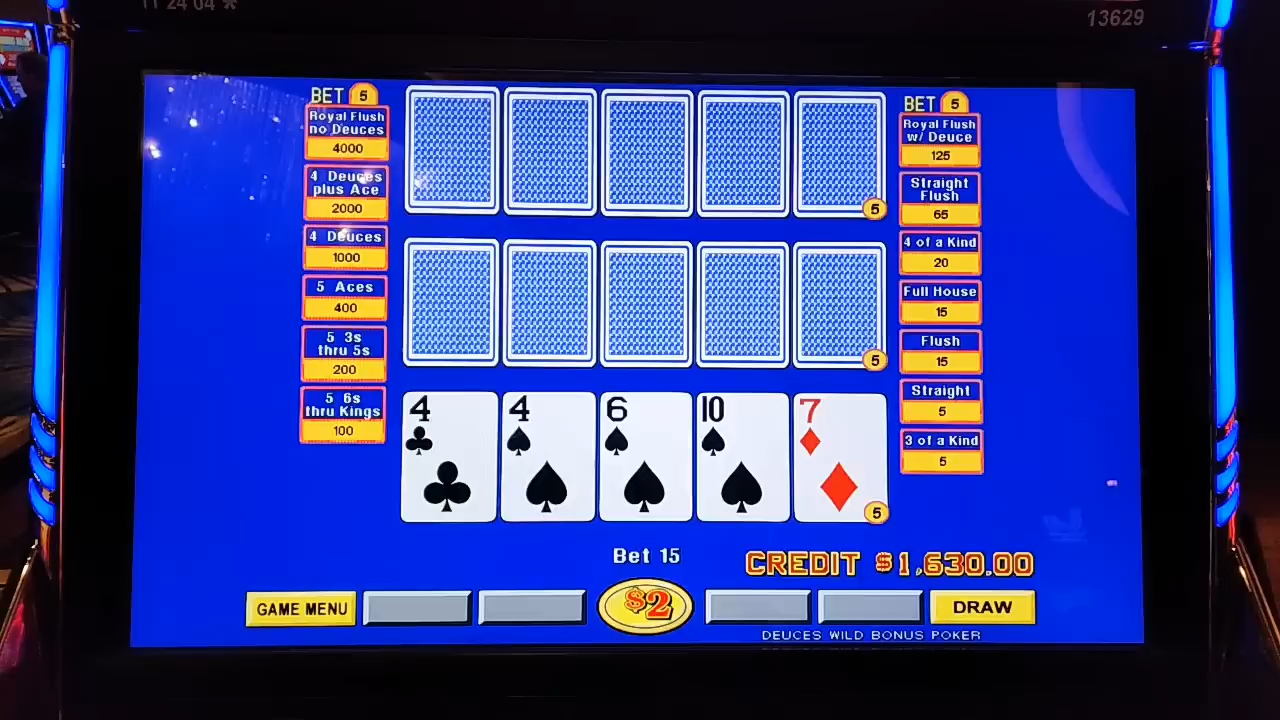 11 24 04
13629
BET 5
Royal Flush
no Deuces
4000
4 Deuces
plus Ace
2000
4 Deuces
1000
5 Aces
400
5 3s
thru 5s
200
5 6s
thru Kings
100
5
5
BET 5
Royal Flush
w/ Deuce
125
Straight
Flush
65
4 of a Kind
20
Full House
15
Flush
15
Straight
5
3 of a Kind
5
4
4
6
10
7
5
Bet 15
CREDIT $1,630.00
GAME MENU
$2
DRAW
DEUCES WILD BONUS POKER